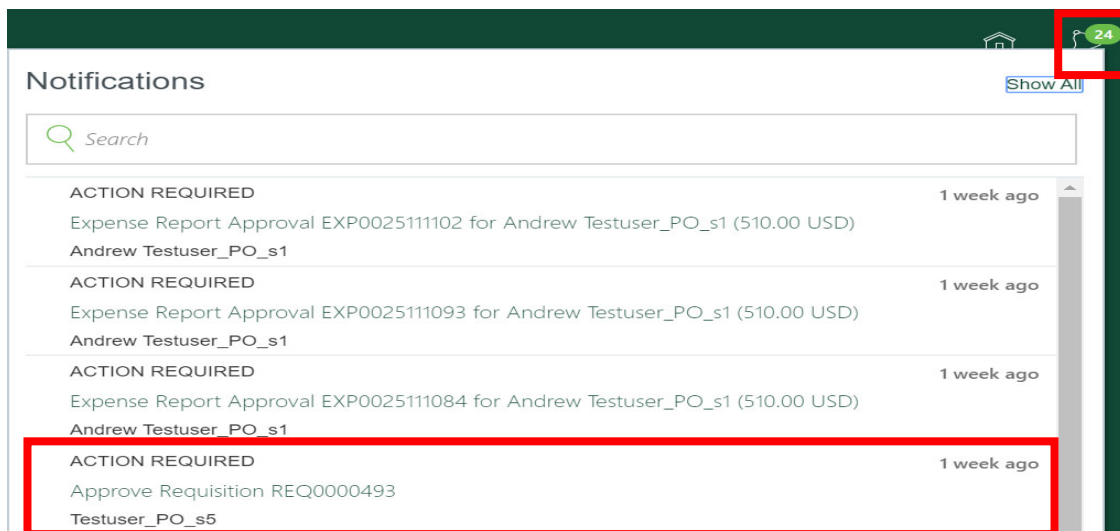 24
Notifications
Show All
Search
ACTION REQUIRED
1 week ago
Expense Report Approval EXP0025111102 for Andrew Testuser_PO_s1 (510.00 USD)
Andrew Testuser_PO_s1
ACTION REQUIRED
1 week ago
Expense Report Approval EXP0025111093 for Andrew Testuser_PO_s1 (510.00 USD)
Andrew Testuser_PO_s1
ACTION REQUIRED
1 week ago
Expense Report Approval EXP0025111084 for Andrew Testuser_PO_s1 (510.00 USD)
Andrew Testuser_PO_s1
ACTION REQUIRED
1 week ago
Approve Requisition REQ0000493
Testuser_PO_s5